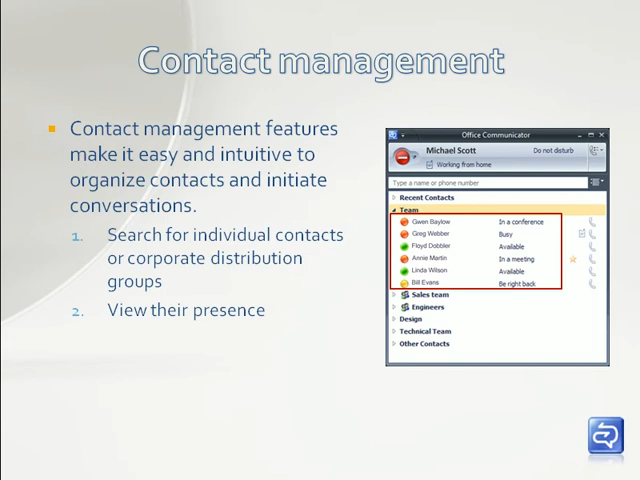 Contact management
Contact management features
make it easy and intuitive to
organize contacts and initiate
conversations.
1. Search for individual contacts
or corporate distribution
groups
2. View their presence
Office Communicator
Michael Scott
Do not disturb
Working from home
Type a name or phone number
Recent Contacts
Team
Gwen Baylow In a conference
Greg Webber Busy
Floyd Dobbler Available
Annie Martin In a meeting
Linda Wilson Available
Bill Evans Be right back
Sales team
Engineers
Design
Technical Team
Other Contacts